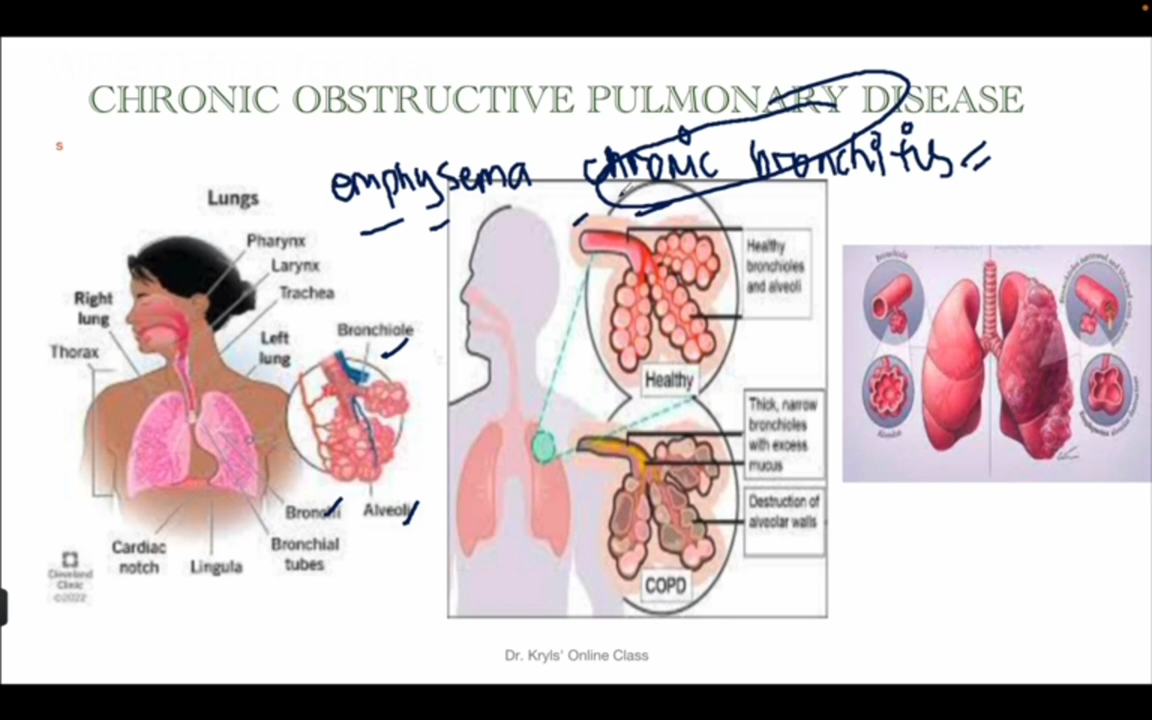 CHRONIC OBSTRUCTIVE PULMONARY DISEASE
s
emphysema chronic bronchitis =
Lungs
Pharynx
Larynx
Trachea
Right
lung
Thorax
Left
lung
Bronchiole
Bronchi
Alveoli
Bronchial
tubes
Cardiac
notch
Lingula
Cleveland
Clinic
©2022
Healthy
bronchioles
and alveoli
Healthy
Thick, narrow
bronchioles
with excess
mucus
Destruction of
alveolar walls
COPD
Bronchiole
Alveolus
Dr. Kryls' Online Class